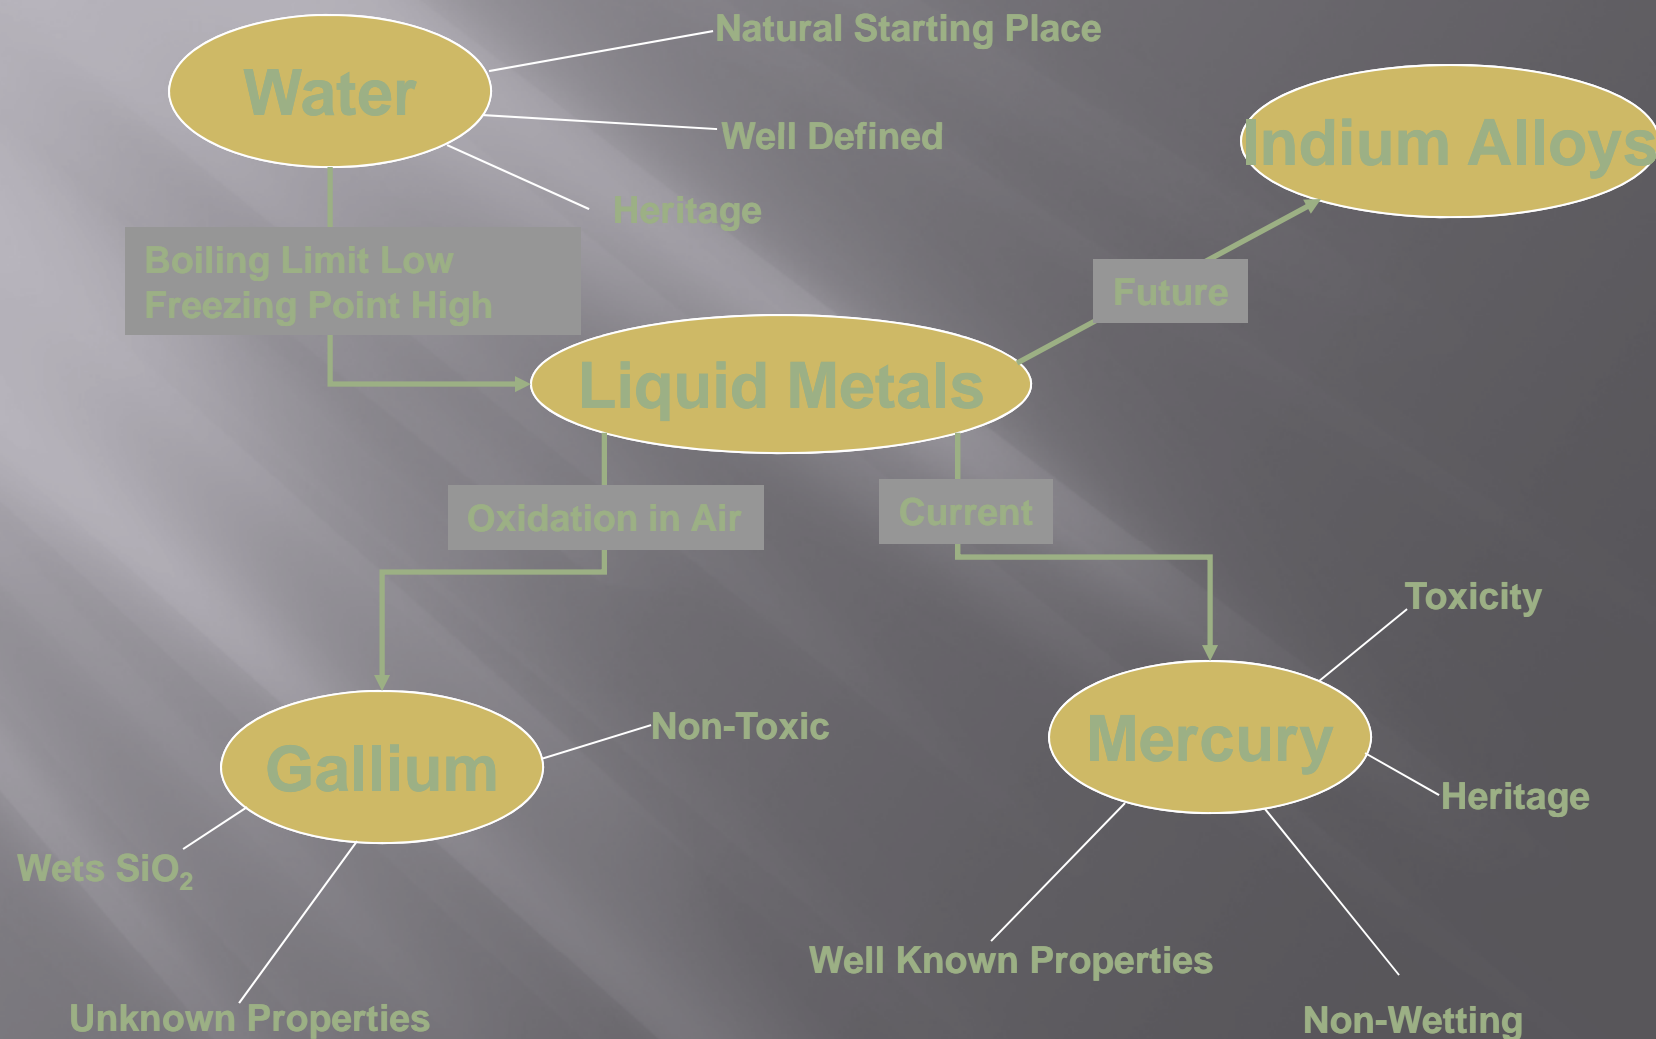 Natural Starting Place
Water
Well Defined
Indium Alloys
Heritage
Boiling Limit Low
Freezing Point High
Future
Liquid Metals
Oxidation in Air
Current
Toxicity
Non-Toxic
Mercury
Gallium
Heritage
Wets SiO₂
Well Known Properties
Unknown Properties
Non-Wetting